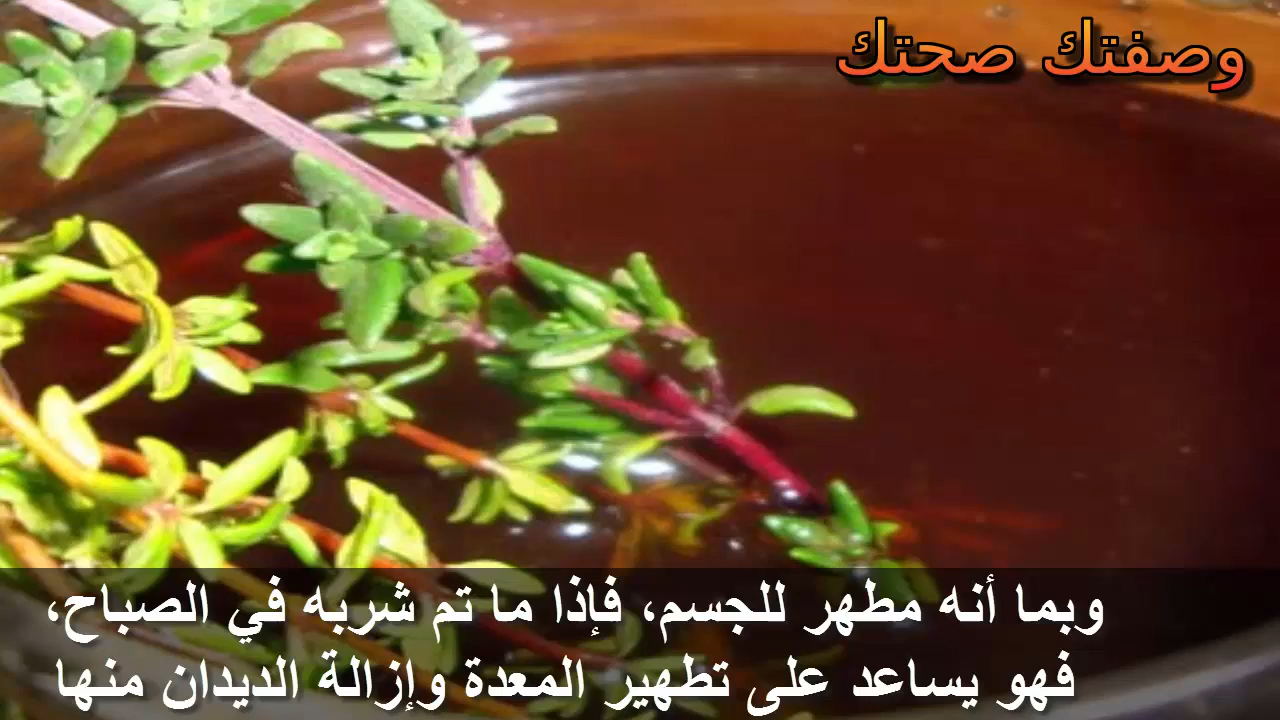 وصفتك صحتك
وبما أنه مطهر للجسم، فإذا ما تم شربه في الصباح،
فهو يساعد على تطهير المعدة وإزالة الديدان منها